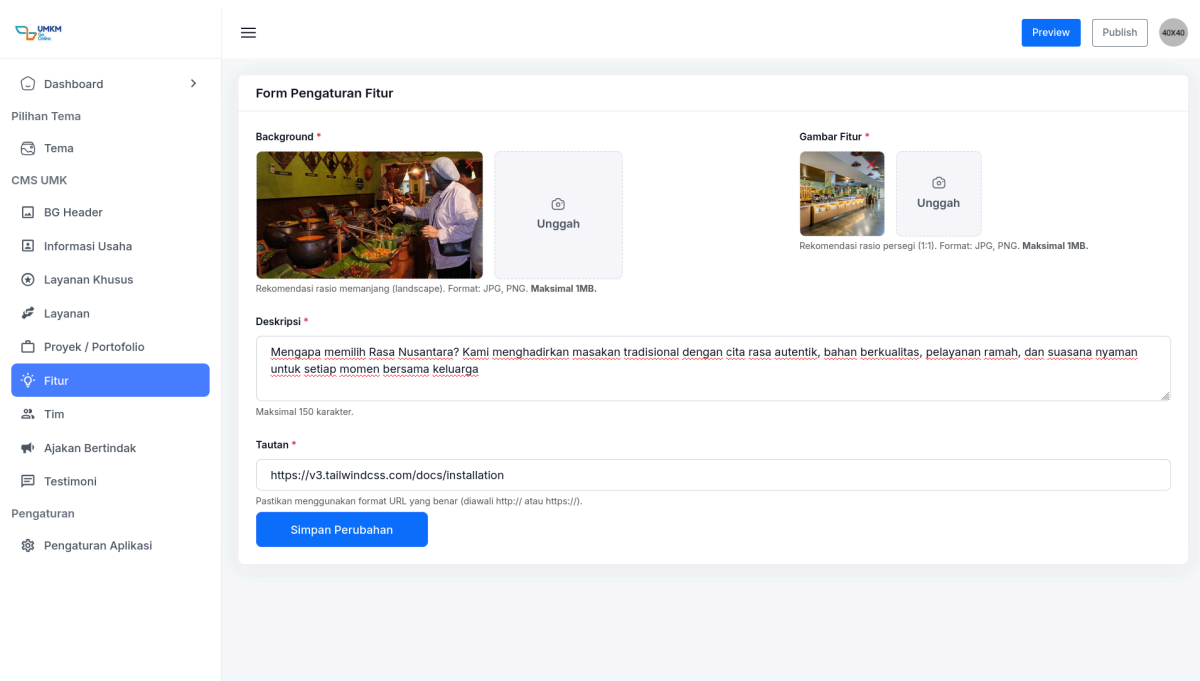 UMKM
Go
Online
Preview
Publish
40X40
Dashboard
Pilihan Tema
Tema
CMS UMK
BG Header
Informasi Usaha
Layanan Khusus
Layanan
Proyek / Portofolio
Fitur
Tim
Ajakan Bertindak
Testimoni
Pengaturan
Pengaturan Aplikasi
Form Pengaturan Fitur
Background *
Unggah
Rekomendasi rasio memanjang (landscape). Format: JPG, PNG. Maksimal 1MB.
Gambar Fitur *
Unggah
Rekomendasi rasio persegi (1:1). Format: JPG, PNG. Maksimal 1MB.
Deskripsi *
Mengapa memilih Rasa Nusantara? Kami menghadirkan masakan tradisional dengan cita rasa autentik, bahan berkualitas, pelayanan ramah, dan suasana nyaman
untuk setiap momen bersama keluarga
Maksimal 150 karakter.
Tautan *
https://v3.tailwindcss.com/docs/installation
Pastikan menggunakan format URL yang benar (diawali http:// atau https://).
Simpan Perubahan